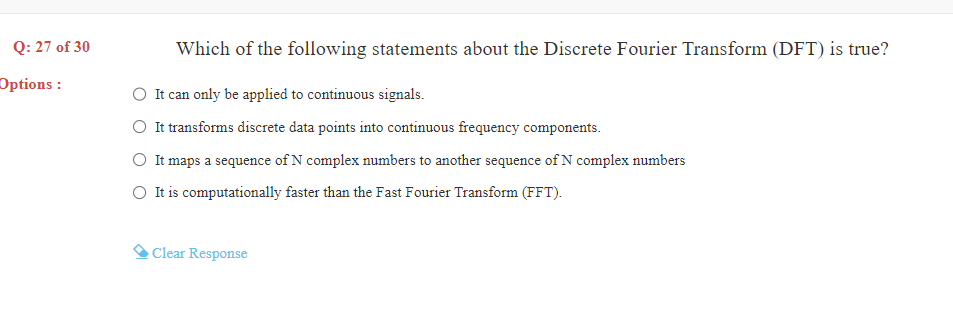 Q: 27 of 30
Which of the following statements about the Discrete Fourier Transform (DFT) is true?
Options :
It can only be applied to continuous signals.
It transforms discrete data points into continuous frequency components.
It maps a sequence of N complex numbers to another sequence of N complex numbers
It is computationally faster than the Fast Fourier Transform (FFT).
Clear Response